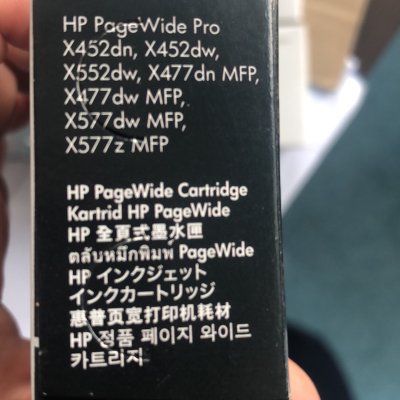 HP PageWide Pro
X452dn, X452dw,
X552dw, X477dn MFP,
X477dw MFP,
X577dw MFP,
X577z MFP
HP PageWide Cartridge
Kartrid HP PageWide
HP 全頁式墨水匣
ตลับหมึกพิมพ์ PageWide
HP インクジェット
インクカートリッジ
惠普页宽打印机耗材
HP 정품 페이지 와이드
카트리지